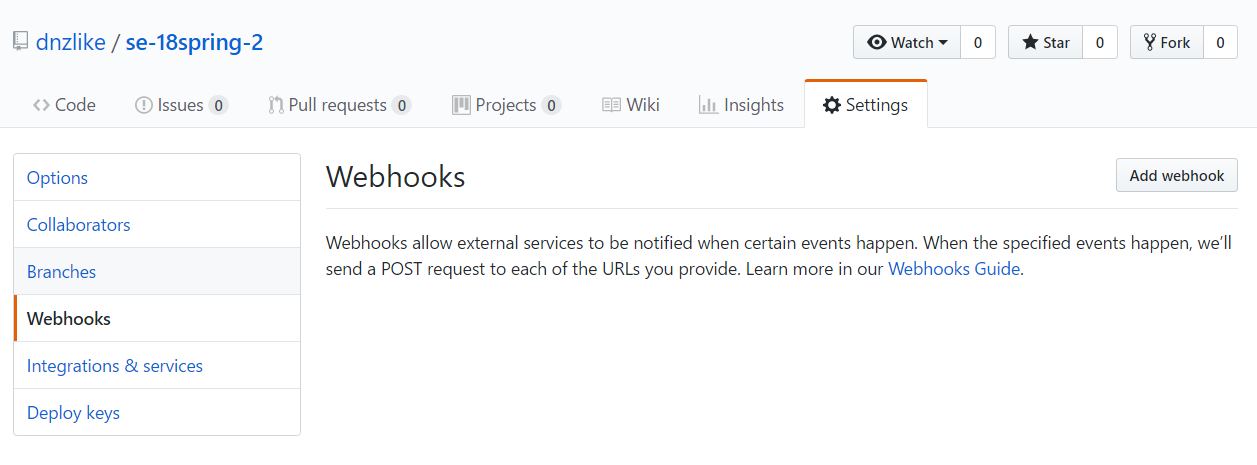 dnzlike / se-18spring-2
Watch 0 Star 0 Fork 0
Code Issues 0 Pull requests 0 Projects 0 Wiki Insights Settings
Options
Collaborators
Branches
Webhooks
Integrations & services
Deploy keys
Webhooks
Add webhook
Webhooks allow external services to be notified when certain events happen. When the specified events happen, we’ll
send a POST request to each of the URLs you provide. Learn more in our Webhooks Guide.